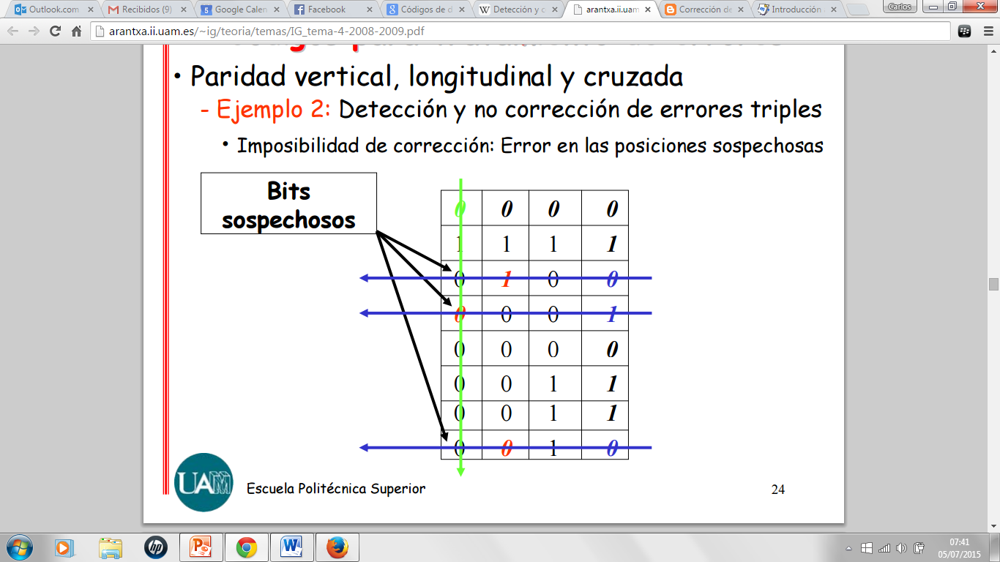 Outlook.com
Recibidos (9)
Google Calen
Facebook
Códigos de d
Detección y c
arantxa.ii.uam
Corrección de
Introducción
Carlos
arantxa.ii.uam.es/~ig/teoria/temas/IG_tema-4-2008-2009.pdf
• Paridad vertical, longitudinal y cruzada
- Ejemplo 2: Detección y no corrección de errores triples
• Imposibilidad de corrección: Error en las posiciones sospechosas
Bits
sospechosos
0 0 0 0
1 1 1 1
0 1 0 0
0 0 0 1
0 0 0 0
0 0 1 1
0 0 1 1
0 0 1 0
UAM
Escuela Politécnica Superior
24
hp
07:41
05/07/2015